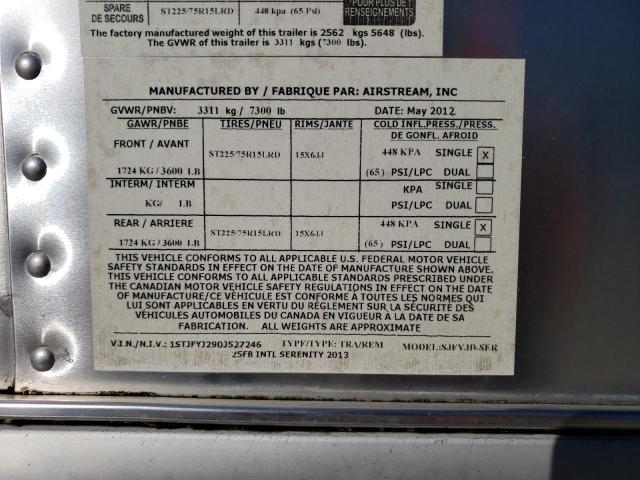 SPARE
DE SECOURS ST225/75R15LRD 448 kpa (65 Psi) POUR PLUS DE
RENSEIGNEMENTS
The factory manufactured weight of this trailer is 2562 kgs 5648 (lbs)
The GVWR of this trailer is 3311 kgs (7300 lbs).
MANUFACTURED BY / FABRIQUE PAR: AIRSTREAM, INC
GVWR/PNBV: 3311 kg / 7300 lb DATE: May 2012
GAWR/PNBE TIRES/PNEU RIMS/JANTE COLD INFL.PRESS./PRESS.
DE GONFL. AFROID
FRONT / AVANT ST225/75R15LRD 15X6JJ 448 KPA SINGLE X
1724 KG / 3600 LB (65) PSI/LPC DUAL
INTERM/ INTERM KPA SINGLE
KG/ LB PSI/LPC DUAL
REAR / ARRIERE ST225/75R15LRD 15X6JJ 448 KPA SINGLE X
1724 KG / 3600 LB (65) PSI/LPC DUAL
THIS VEHICLE CONFORMS TO ALL APPLICABLE U.S. FEDERAL MOTOR VEHICLE
SAFETY STANDARDS IN EFFECT ON THE DATE OF MANUFACTURE SHOWN ABOVE.
THIS VEHICLE CONFORMS TO ALL APPLICABLE STANDARDS PRESCRIBED UNDER
THE CANADIAN MOTOR VEHICLE SAFETY REGULATIONS IN EFFECT ON THE DATE
OF MANUFACTURE/CE VÉHICULE EST CONFORME A TOUTES LES NORMES QUI
LUI SONT APPLICABLES EN VERTU DU RÈGLEMENT SUR LA SÉCURITÉ DES
VÉHICULES AUTOMOBILES DU CANADA EN VIGUEUR À LA DATE DE SA
FABRICATION. ALL WEIGHTS ARE APPROXIMATE
V.I.N./N.I.V.: 1STJFYJ29DJ527246 TYPE/TYPE: TRA/REM MODEL:SJFYJD-SER
25FB INTL SERENITY 2013